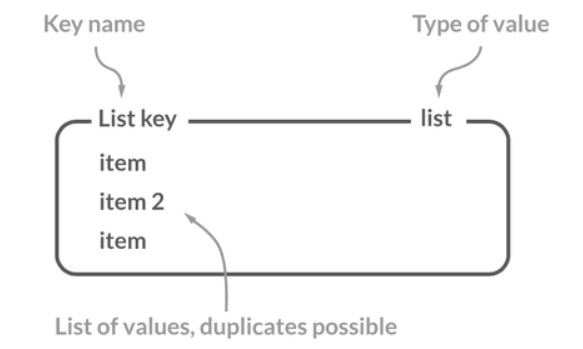 Key name
Type of value
List key
list
item
item 2
item
List of values, duplicates possible